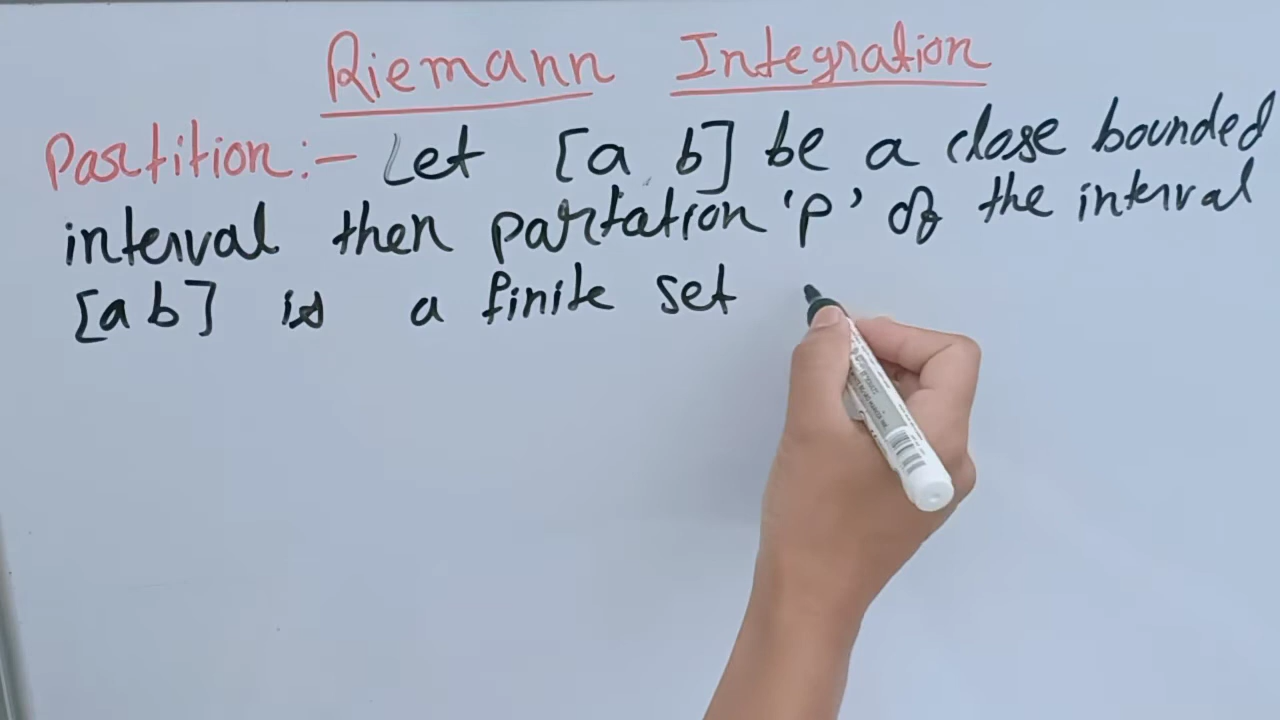 Riemann Integration
Partition:- Let [a b] be a close bounded
interval then partation 'p' of the interval
[a b] is a finite set